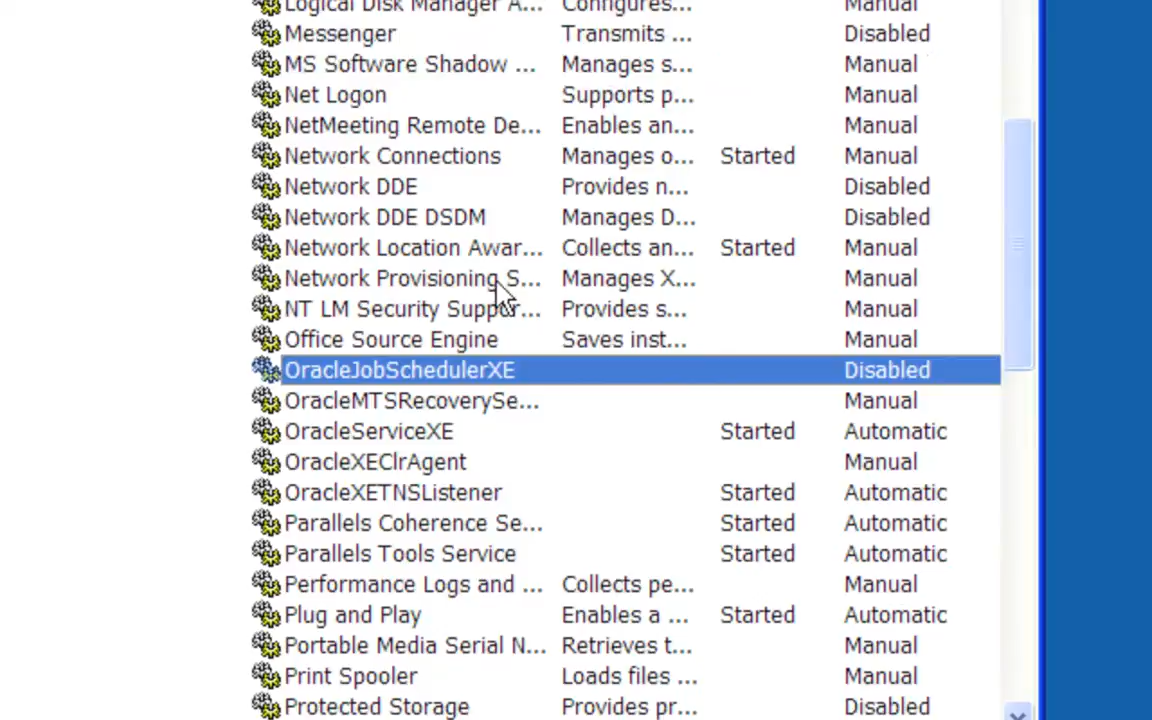 Logical Disk Manager A... Configures... Manual
Messenger Transmits ... Disabled
MS Software Shadow ... Manages s... Manual
Net Logon Supports p... Manual
NetMeeting Remote De... Enables an... Manual
Network Connections Manages o... Started Manual
Network DDE Provides n... Disabled
Network DDE DSDM Manages D... Disabled
Network Location Awar... Collects an... Started Manual
Network Provisioning S... Manages X... Manual
NT LM Security Suppor... Provides s... Manual
Office Source Engine Saves inst... Manual
OracleJobSchedulerXE Disabled
OracleMTSRecoverySe... Manual
OracleServiceXE Started Automatic
OracleXEClrAgent Manual
OracleXETNSListener Started Automatic
Parallels Coherence Se... Started Automatic
Parallels Tools Service Started Automatic
Performance Logs and ... Collects pe... Manual
Plug and Play Enables a ... Started Automatic
Portable Media Serial N... Retrieves t... Manual
Print Spooler Loads files ... Manual
Protected Storage Provides pr... Disabled